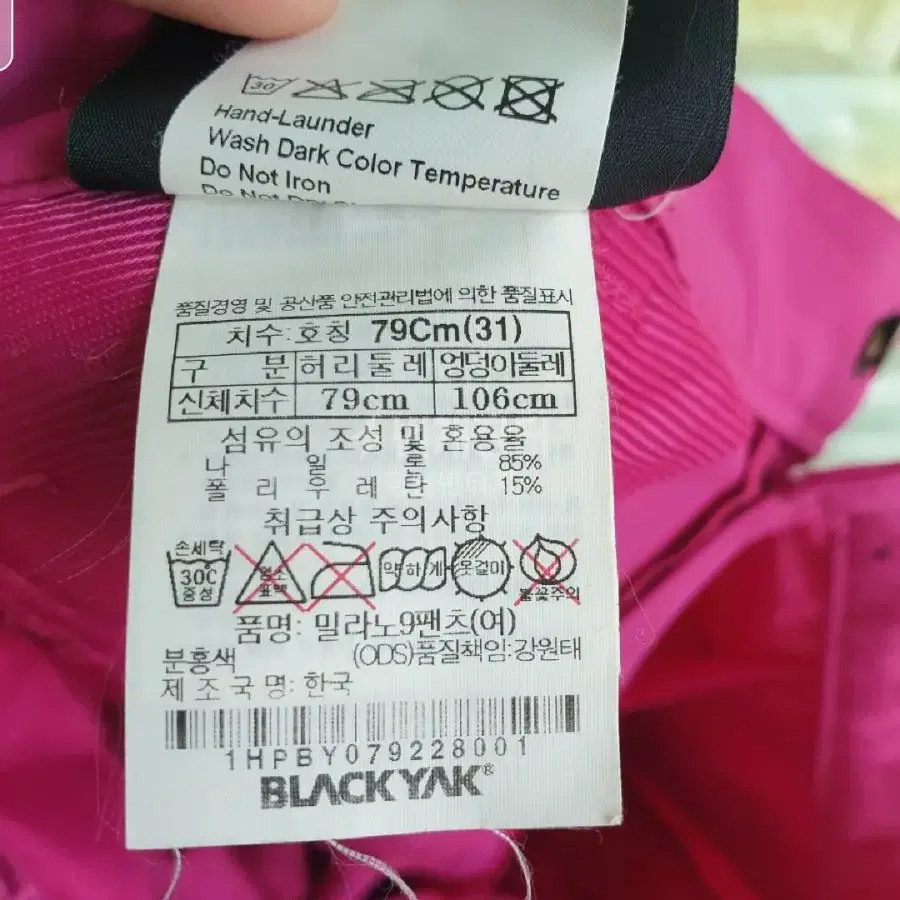 30
Hand-Launder
Wash Dark Color Temperature
Do Not Iron
품질경영 및 공산품 안전관리법에 의한 품질표시
치수:호칭 79Cm(31)
구 분 허리둘레 엉덩이둘레
신체치수 79cm 106cm
섬유의 조성 및 혼용율
나 일 론 85%
폴 리 우 레 탄 15%
취급상 주의사항
손세탁 30C 중성 염소 표백 약하게 옷걸이 불꽃주의
품명: 밀라노9팬츠(여)
분홍색 (ODS)품질책임:강원태
제 조 국 명: 한국
1HPBY079228001
BLACKYAK®